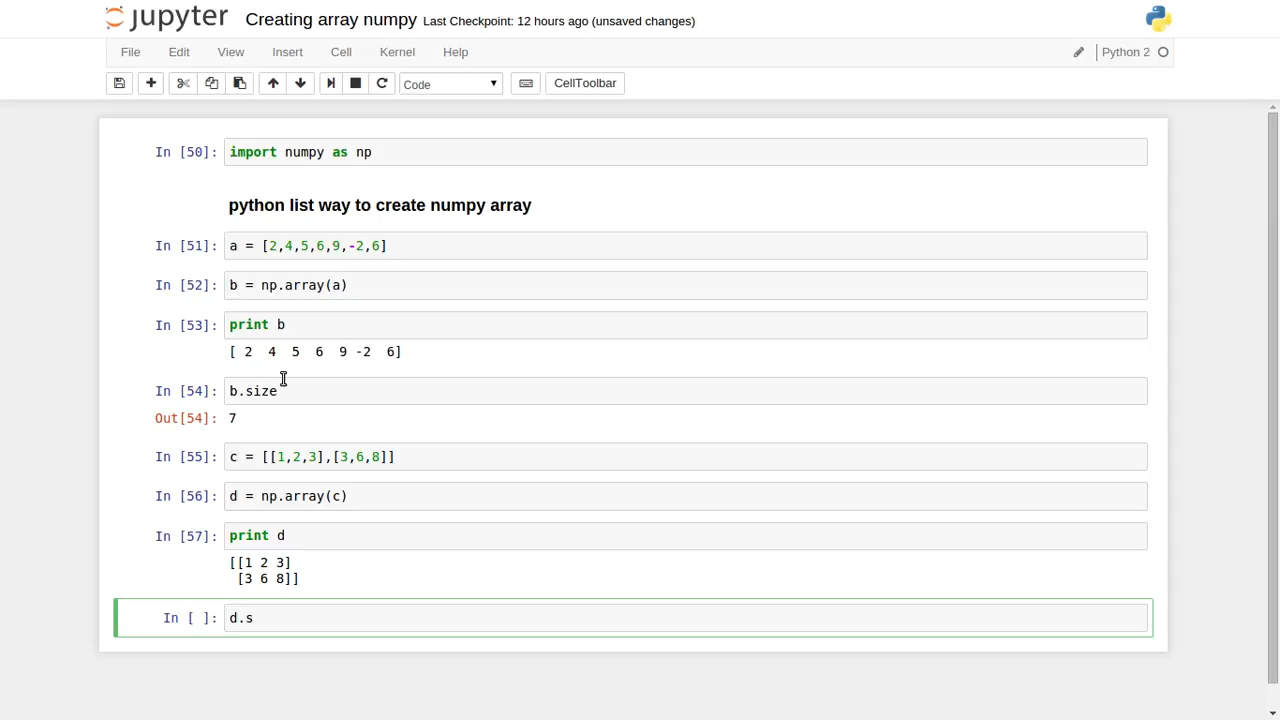 jupyter Creating array numpy Last Checkpoint: 12 hours ago (unsaved changes)
File Edit View Insert Cell Kernel Help Python 2
Code CellToolbar
In [50]: import numpy as np
python list way to create numpy array
In [51]: a = [2,4,5,6,9,-2,6]
In [52]: b = np.array(a)
In [53]: print b
[ 2  4  5  6  9 -2  6]
In [54]: b.size
Out[54]: 7
In [55]: c = [[1,2,3],[3,6,8]]
In [56]: d = np.array(c)
In [57]: print d
[[1 2 3]
 [3 6 8]]
In [ ]: d.s